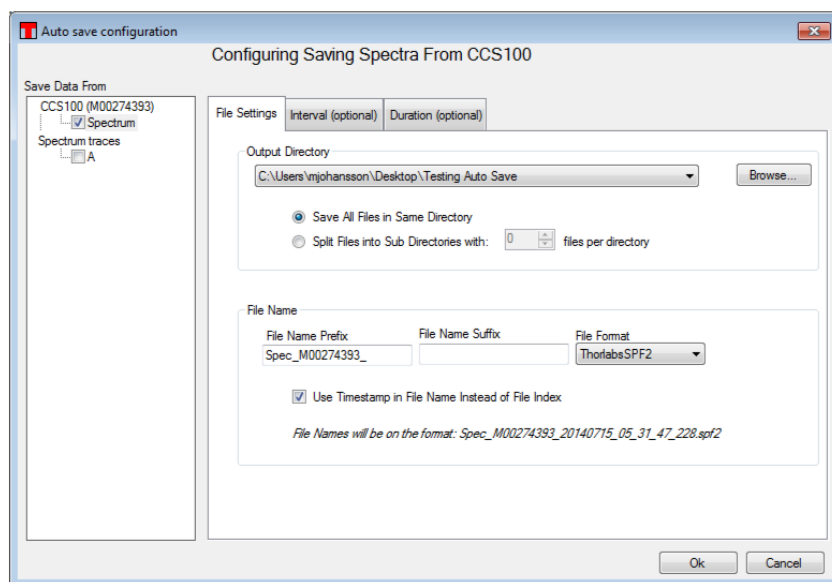 Auto save configuration
Configuring Saving Spectra From CCS100
Save Data From
CCS100 (M00274393)
Spectrum
Spectrum traces
A
File Settings
Interval (optional)
Duration (optional)
Output Directory
C:\Users\mjohansson\Desktop\Testing Auto Save
Browse...
Save All Files in Same Directory
Split Files into Sub Directories with: 0 files per directory
File Name
File Name Prefix
File Name Suffix
File Format
Spec_M00274393_
ThorlabsSPF2
Use Timestamp in File Name Instead of File Index
File Names will be on the format: Spec_M00274393_20140715_05_31_47_228.spf2
Ok
Cancel